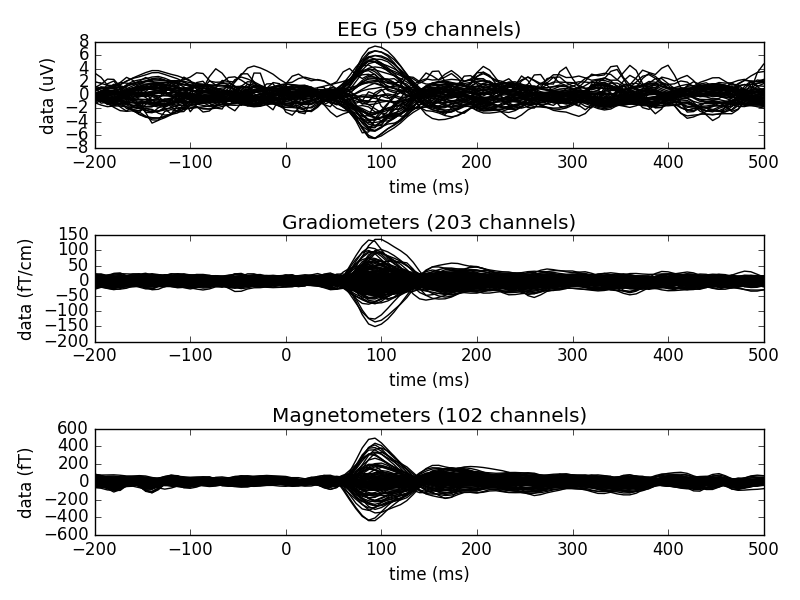 EEG (59 channels)
8
6
4
2
0
−2
−4
−6
−8
data (uV)
−200 −100 0 100 200 300 400 500
time (ms)
Gradiometers (203 channels)
150
100
50
0
−50
−100
−150
−200
data (fT/cm)
−200 −100 0 100 200 300 400 500
time (ms)
Magnetometers (102 channels)
600
400
200
0
−200
−400
−600
data (fT)
−200 −100 0 100 200 300 400 500
time (ms)